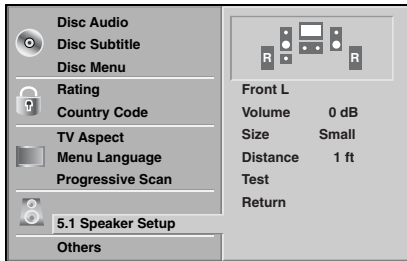 Disc Audio
Disc Subtitle
Disc Menu
Rating
Country Code
TV Aspect
Menu Language
Progressive Scan
5.1 Speaker Setup
Others
R R
Front L
Volume 0 dB
Size Small
Distance 1 ft
Test
Return